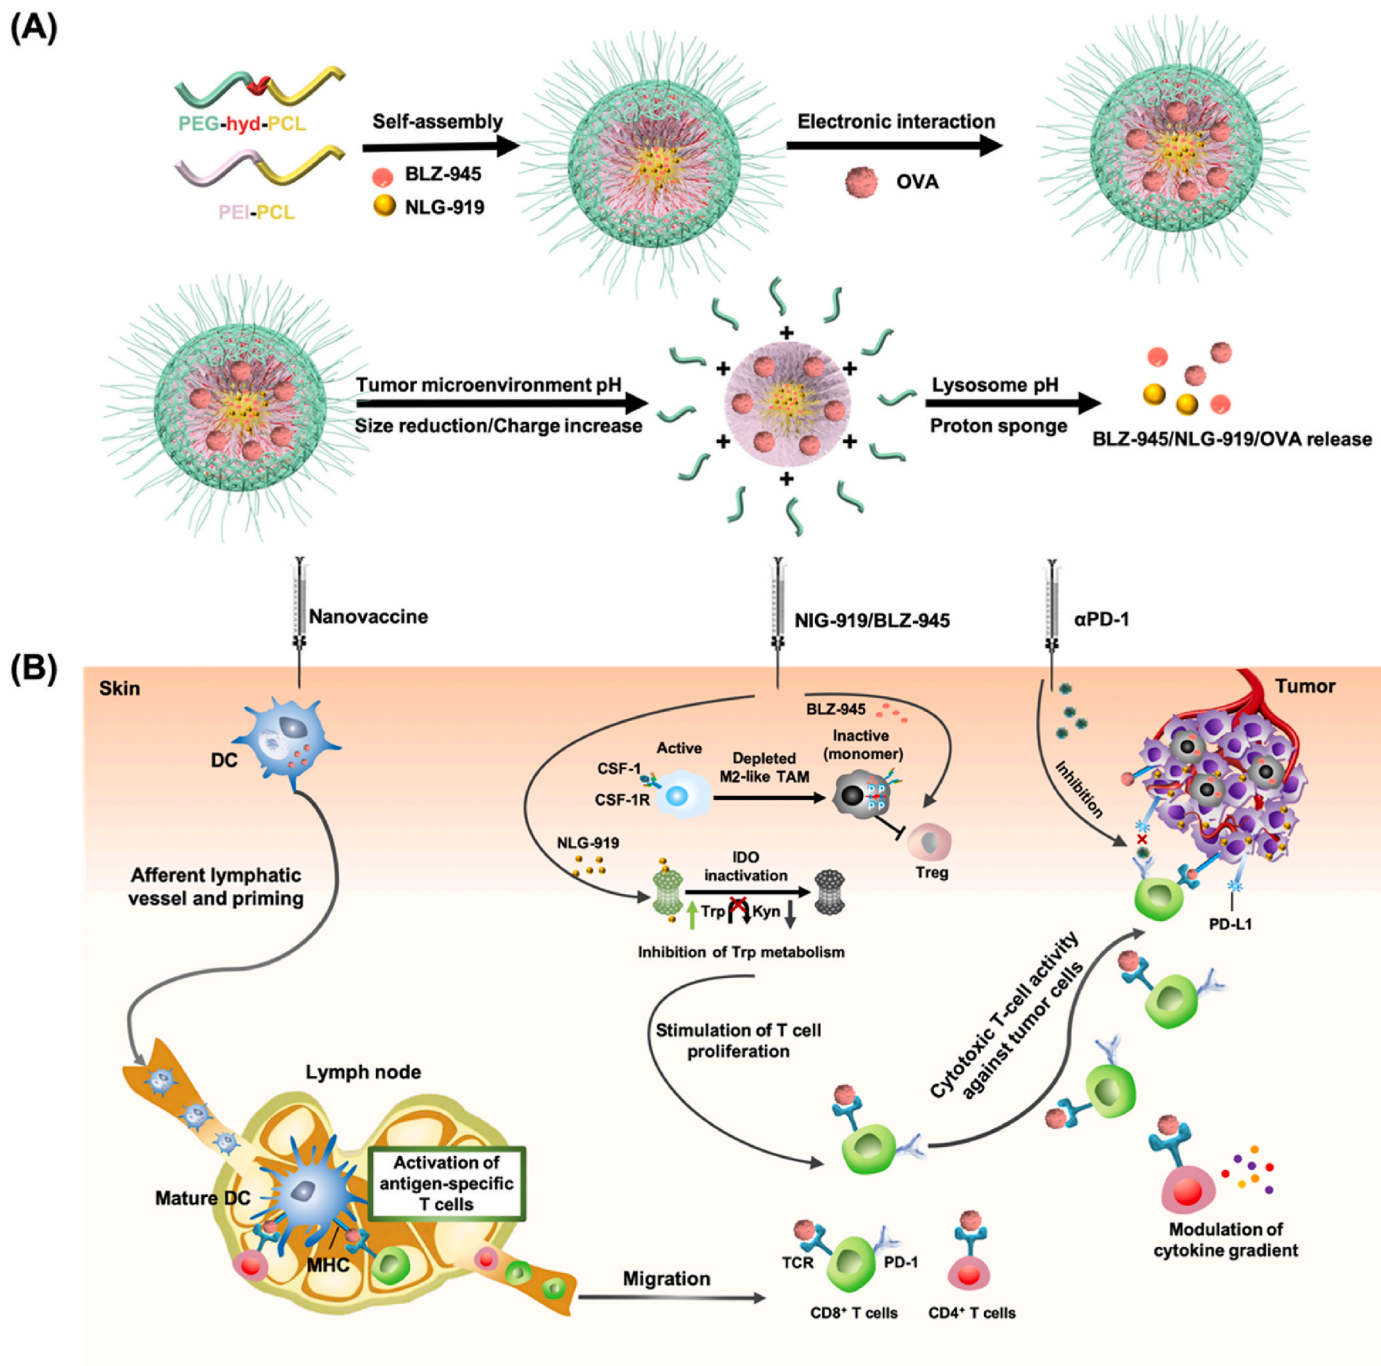 (A)
PEG-hyd-PCL
PEI-PCL
Self-assembly
BLZ-945
NLG-919
Electronic interaction
OVA
Tumor microenvironment pH
Size reduction/Charge increase
+
+
+
+
+
+
+
+
Lysosome pH
Proton sponge
BLZ-945/NLG-919/OVA release
Nanovaccine
NIG-919/BLZ-945
αPD-1
(B)
Skin
Tumor
DC
BLZ-945
Active
Depleted
M2-like TAM
Inactive
(monomer)
CSF-1
CSF-1R
P P
P P
Treg
NLG-919
IDO
inactivation
Trp
Kyn
Inhibition of Trp metabolism
Inhibition
PD-L1
Afferent lymphatic
vessel and priming
Stimulation of T cell
proliferation
Cytotoxic T-cell activity
against tumor cells
Lymph node
Mature DC
Activation of
antigen-specific
T cells
MHC
Migration
TCR
PD-1
CD8⁺ T cells
CD4⁺ T cells
Modulation of
cytokine gradient